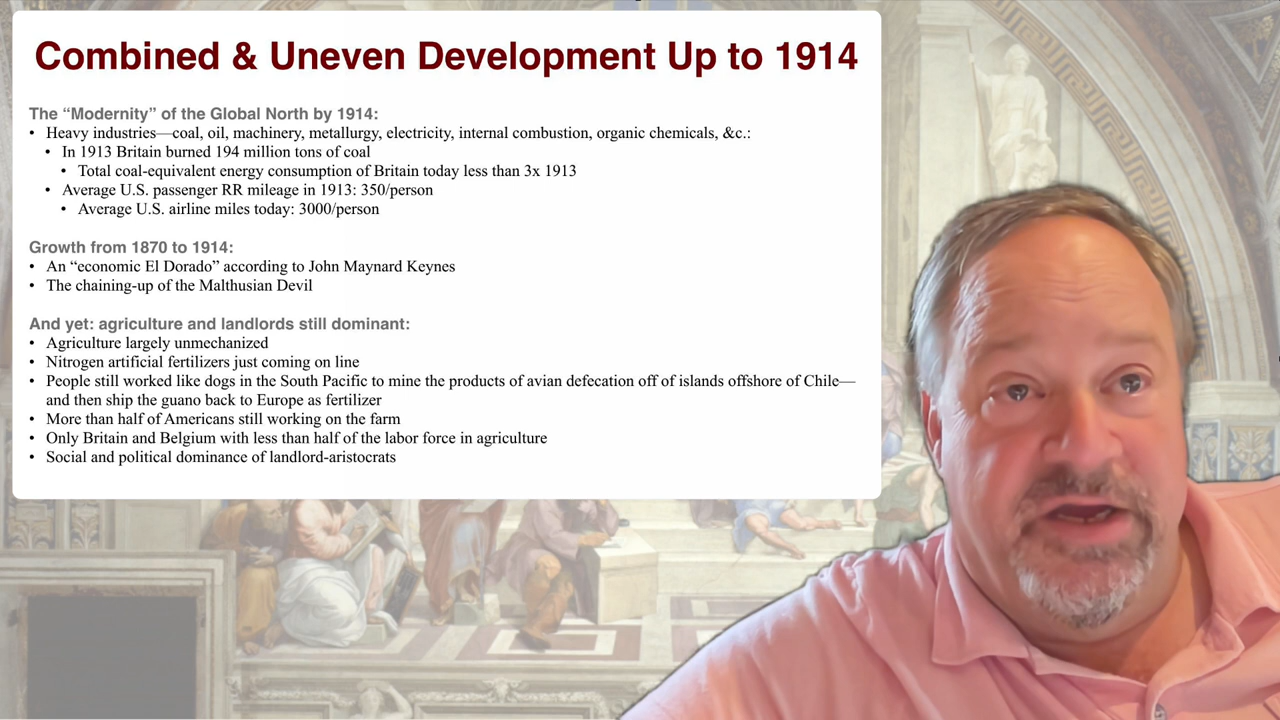 Combined & Uneven Development Up to 1914
The “Modernity” of the Global North by 1914:
• Heavy industries—coal, oil, machinery, metallurgy, electricity, internal combustion, organic chemicals, &c.:
• In 1913 Britain burned 194 million tons of coal
• Total coal-equivalent energy consumption of Britain today less than 3x 1913
• Average U.S. passenger RR mileage in 1913: 350/person
• Average U.S. airline miles today: 3000/person
Growth from 1870 to 1914:
• An “economic El Dorado” according to John Maynard Keynes
• The chaining-up of the Malthusian Devil
And yet: agriculture and landlords still dominant:
• Agriculture largely unmechanized
• Nitrogen artificial fertilizers just coming on line
• People still worked like dogs in the South Pacific to mine the products of avian defecation off of islands offshore of Chile—
and then ship the guano back to Europe as fertilizer
• More than half of Americans still working on the farm
• Only Britain and Belgium with less than half of the labor force in agriculture
• Social and political dominance of landlord-aristocrats